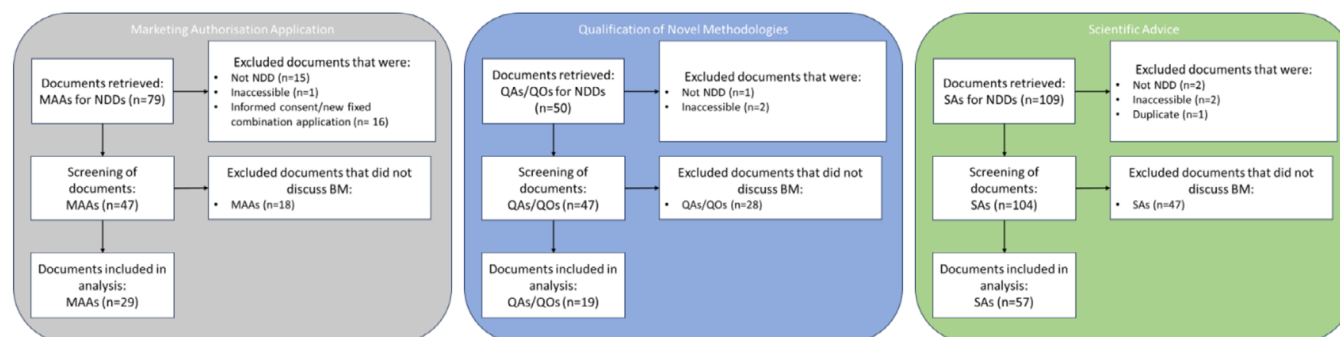 Marketing Authorisation Application
Documents retrieved:
MAAs for NDDs (n=79)
Excluded documents that were:
• Not NDD (n=15)
• Inaccessible (n=1)
• Informed consent/new fixed
combination application (n= 16)
Screening of
documents:
MAAs (n=47)
Excluded documents that did not
discuss BM:
• MAAs (n=18)
Documents included in
analysis:
MAAs (n=29)
Qualification of Novel Methodologies
Documents retrieved:
QAs/QOs for NDDs
(n=50)
Excluded documents that were:
• Not NDD (n=1)
• Inaccessible (n=2)
Screening of
documents:
QAs/QOs (n=47)
Excluded documents that did not
discuss BM:
• QAs/QOs (n=28)
Documents included in
analysis:
QAs/QOs (n=19)
Scientific Advice
Documents retrieved:
SAs for NDDs (n=109)
Excluded documents that were:
• Not NDD (n=2)
• Inaccessible (n=2)
• Duplicate (n=1)
Screening of
documents:
SAs (n=104)
Excluded documents that did not
discuss BM:
• SAs (n=47)
Documents included in
analysis:
SAs (n=57)